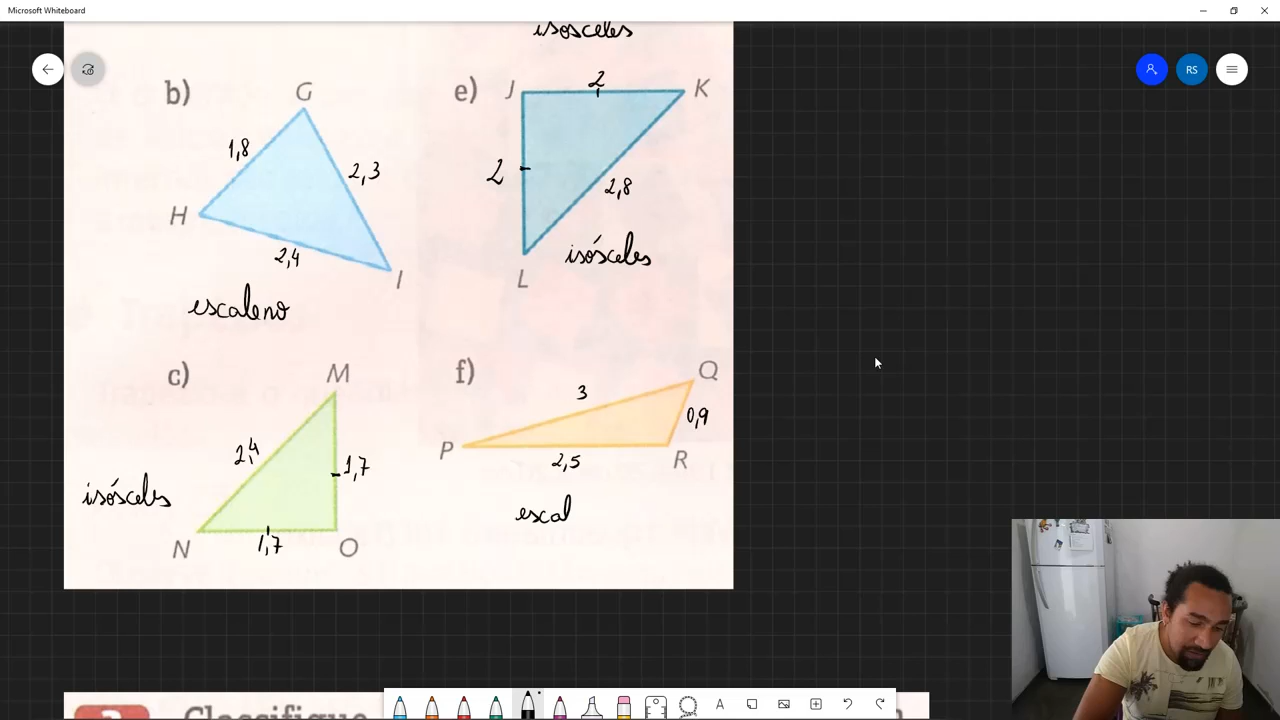 Microsoft Whiteboard
isósceles
RS
b)
G
1,8
2,3
H
2,4
I
escaleno
e)
J
2
K
2
2,8
L
isósceles
c)
M
2,4
1,7
isósceles
N
1,7
O
f)
Q
3
0,9
P
2,5
R
escal
Classifique
A